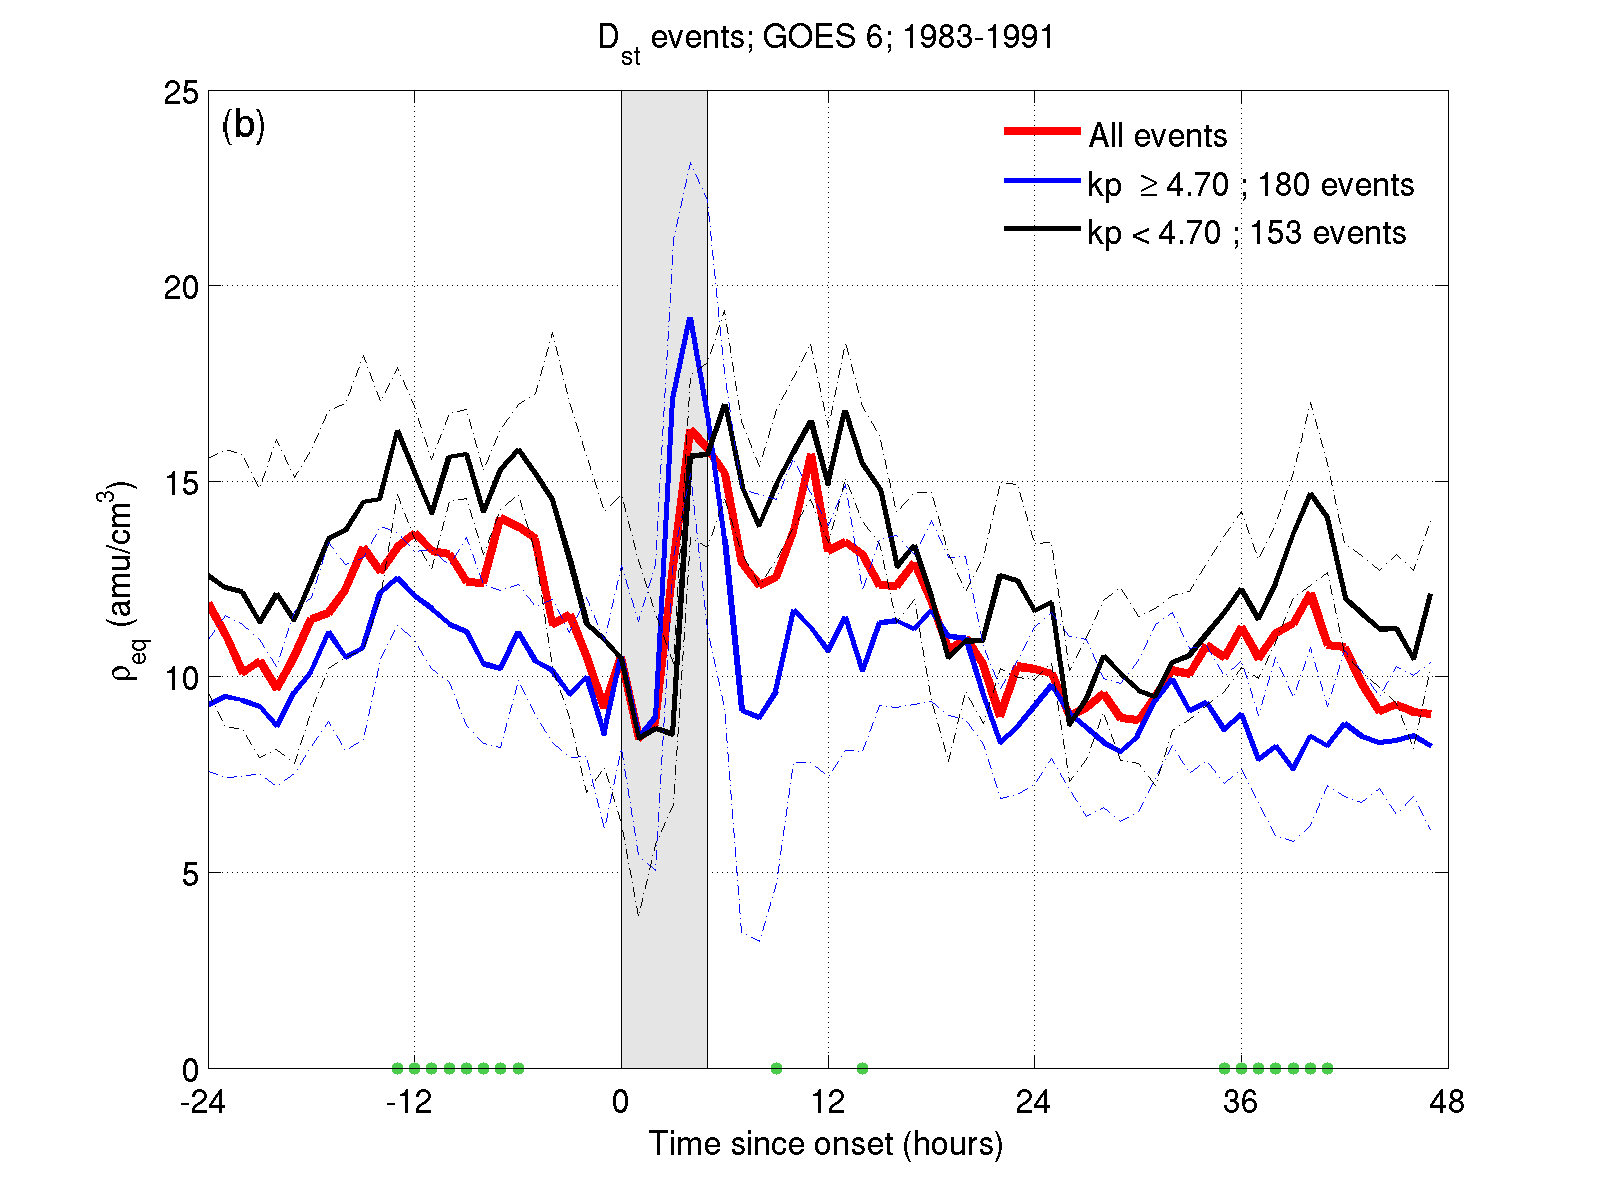 Dst events; GOES 6; 1983-1991
(b)
All events
kp ≥ 4.70 ; 180 events
kp < 4.70 ; 153 events
25
20
15
10
5
0
ρeq (amu/cm3)
-24 -12 0 12 24 36 48
Time since onset (hours)